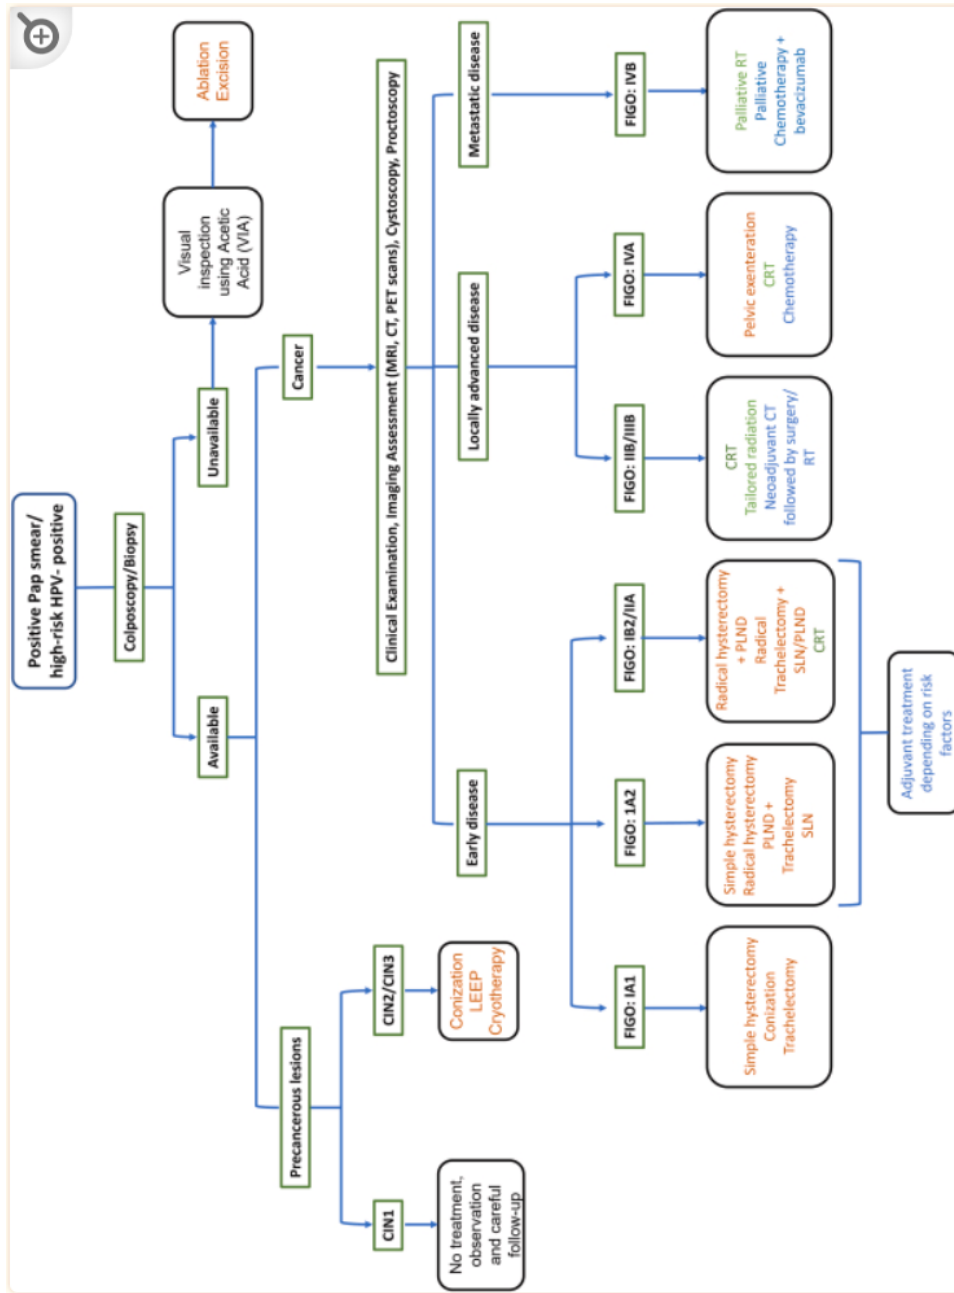 Positive Pap smear/
high-risk HPV- positive
Colposcopy/Biopsy
Available
Unavailable
Visual
inspection
using Acetic
Acid (VIA)
Ablation
Excision
Precancerous lesions
Cancer
CIN1
CIN2/CIN3
No treatment,
observation
and careful
follow-up
Conization
LEEP
Cryotherapy
Clinical Examination, Imaging Assessment (MRI, CT, PET scans), Cystoscopy, Proctoscopy
Early disease
Locally advanced disease
Metastatic disease
FIGO: IA1
FIGO: 1A2
FIGO: IB2/IIA
FIGO: IIB/IIIB
FIGO: IVA
FIGO: IVB
Simple hysterectomy
Conization
Trachelectomy
Simple hysterectomy
Radical hysterectomy
PLND +
Trachelectomy
SLN
Radical hysterectomy
+ PLND
Radical
Trachelectomy +
SLN/PLND
CRT
CRT
Tailored radiation
Neoadjuvant CT
followed by surgery/
RT
Pelvic exenteration
CRT
Chemotherapy
Palliative RT
Palliative
Chemotherapy +
bevacizumab
Adjuvant treatment
depending on risk
factors